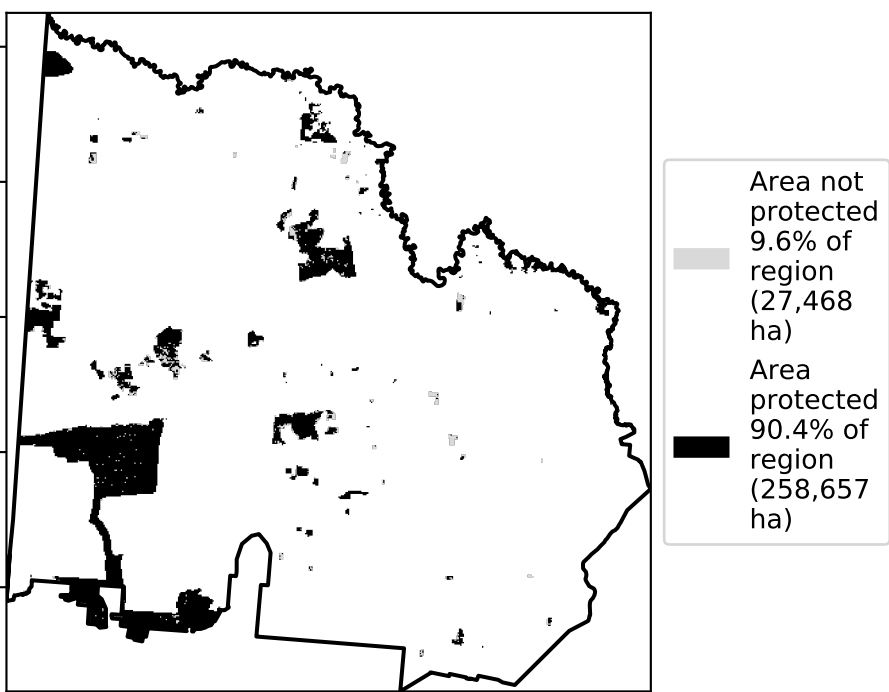 Area not
protected
9.6% of
region
(27,468
ha)
Area
protected
90.4% of
region
(258,657
ha)